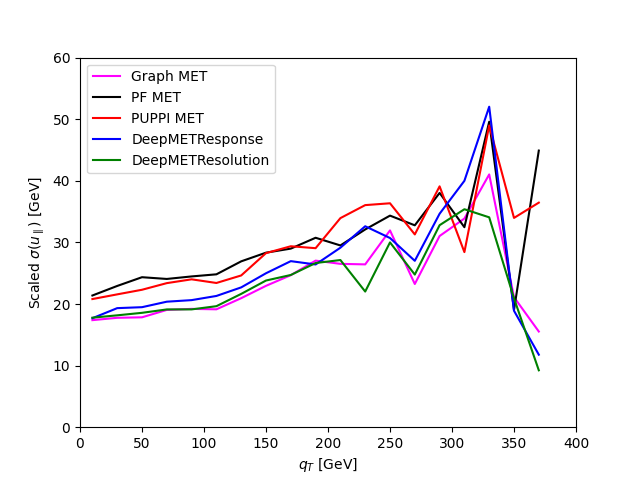 60
50
40
30
20
10
0
Scaled σ(u∥) [GeV]
Graph MET
PF MET
PUPPI MET
DeepMETResponse
DeepMETResolution
0 50 100 150 200 250 300 350 400
qT [GeV]